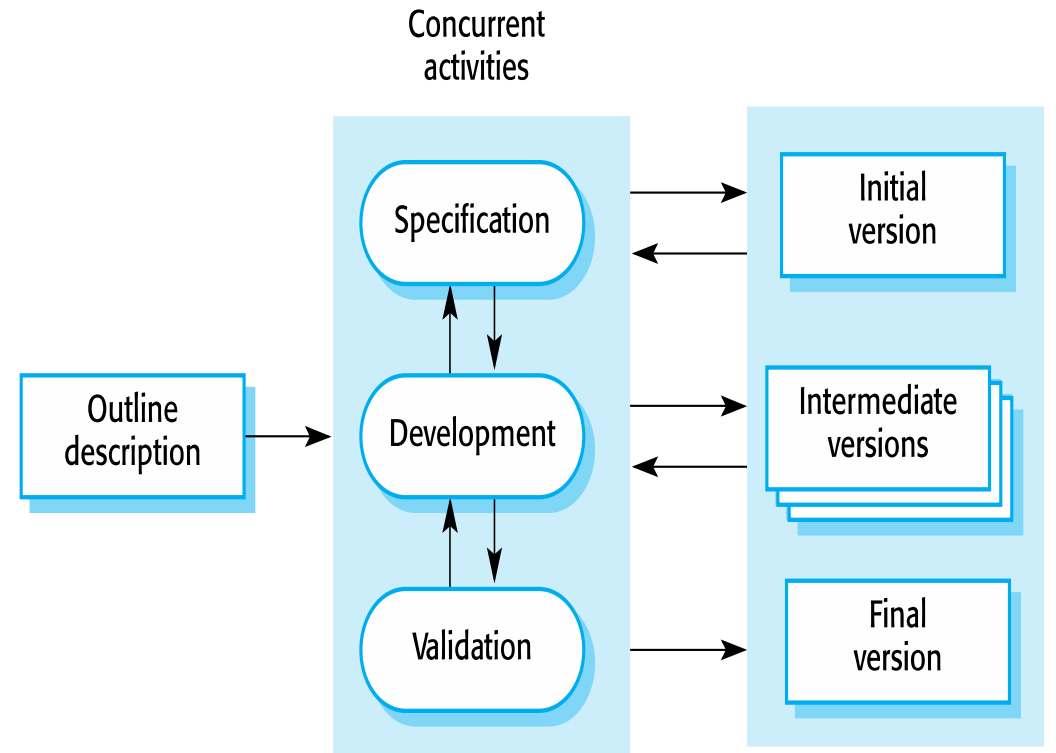 Concurrent
activities
Outline
description
Specification
Development
Validation
Initial
version
Intermediate
versions
Final
version